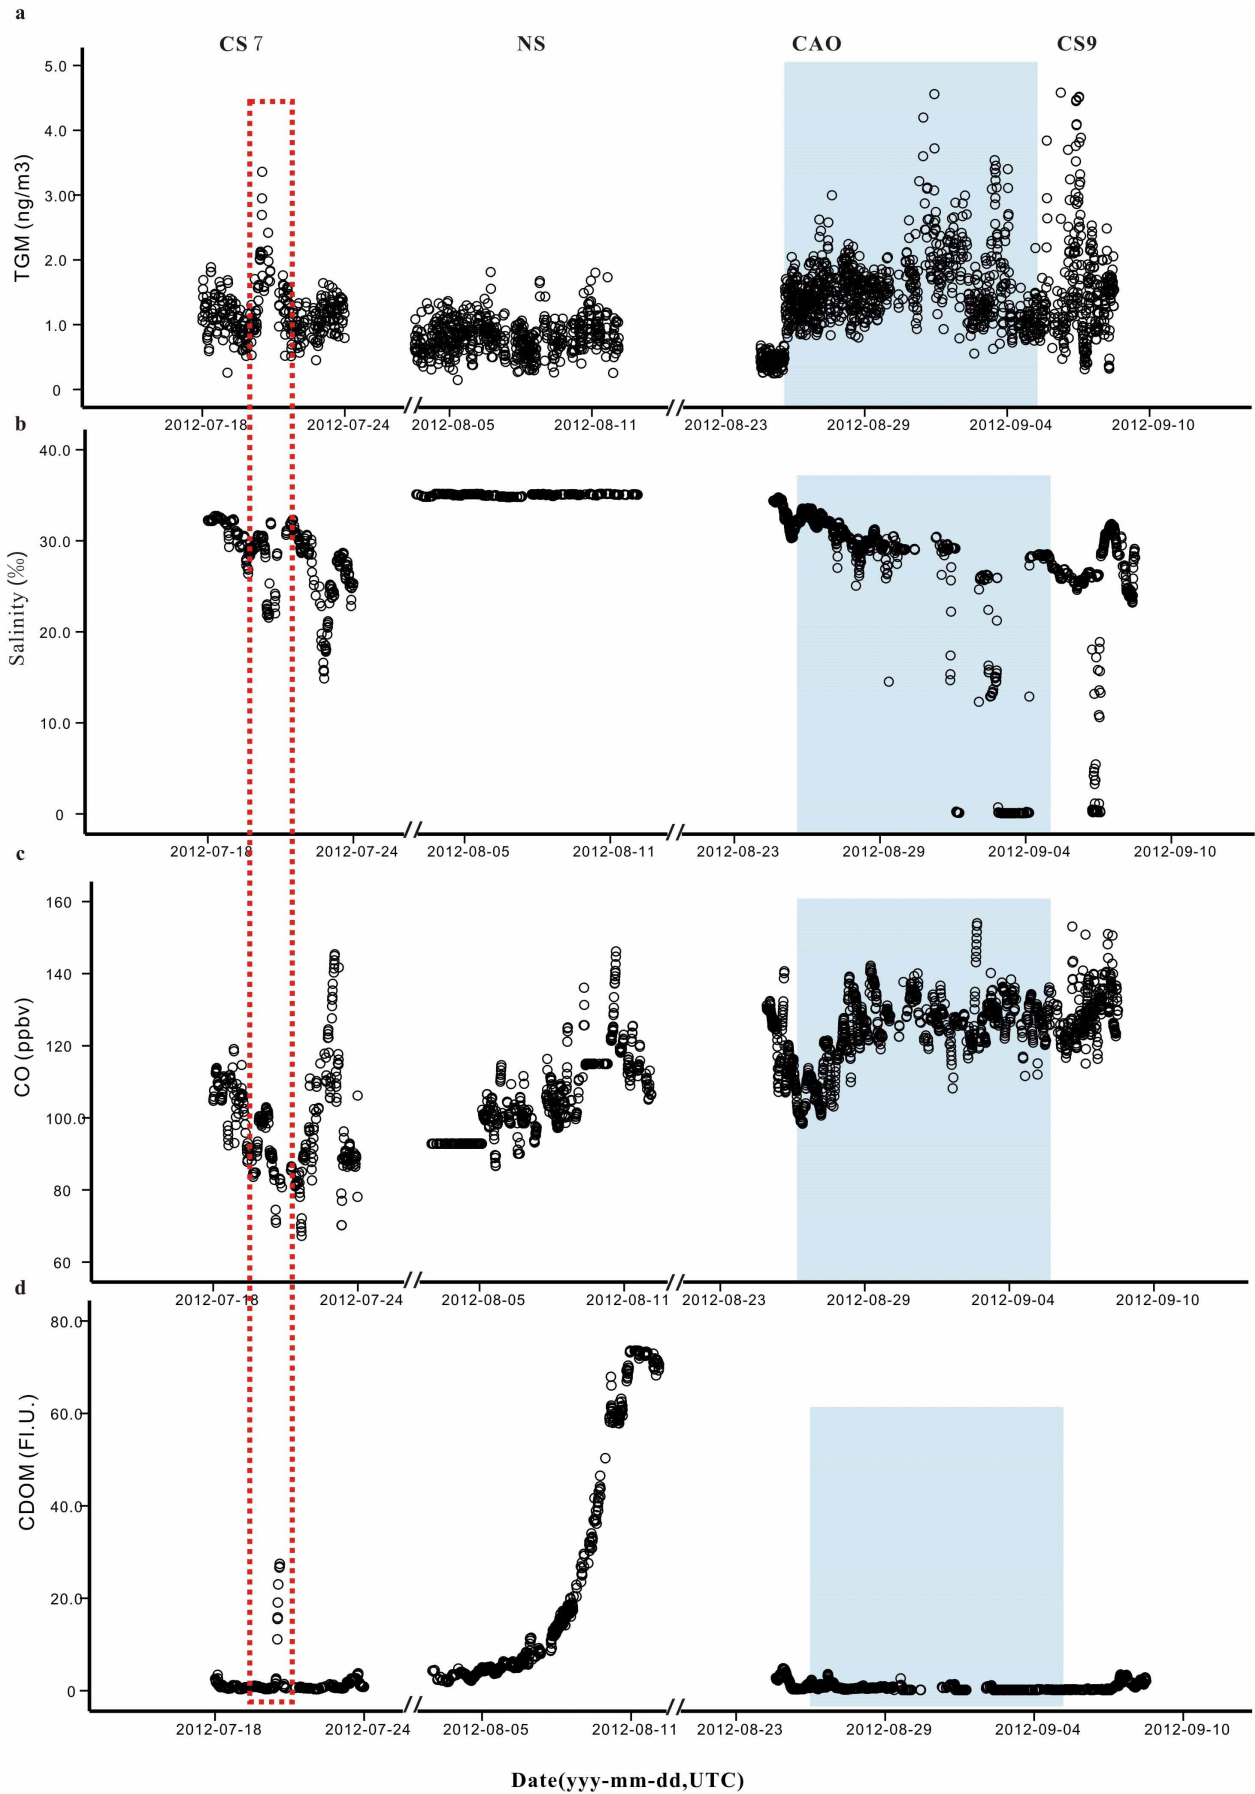 a
CS 7 NS CAO CS9
5.0
4.0
3.00
2.0
1.0
0
TGM (ng/m3)
2012-07-18 2012-07-24 2012-08-05 2012-08-11 2012-08-23 2012-08-29 2012-09-04 2012-09-10
b
40.0
30.0
20.0
10.0
0
Salinity (‰)
2012-07-18 2012-07-24 2012-08-05 2012-08-11 2012-08-23 2012-08-29 2012-09-04 2012-09-10
c
160
140
120
100.0
80
60
CO (ppbv)
2012-07-18 2012-07-24 2012-08-05 2012-08-11 2012-08-23 2012-08-29 2012-09-04 2012-09-10
d
80.0
60.0
40.0
20.0
0
CDOM (Fl.U.)
2012-07-18 2012-07-24 2012-08-05 2012-08-11 2012-08-23 2012-08-29 2012-09-04 2012-09-10
Date(yyy-mm-dd,UTC)